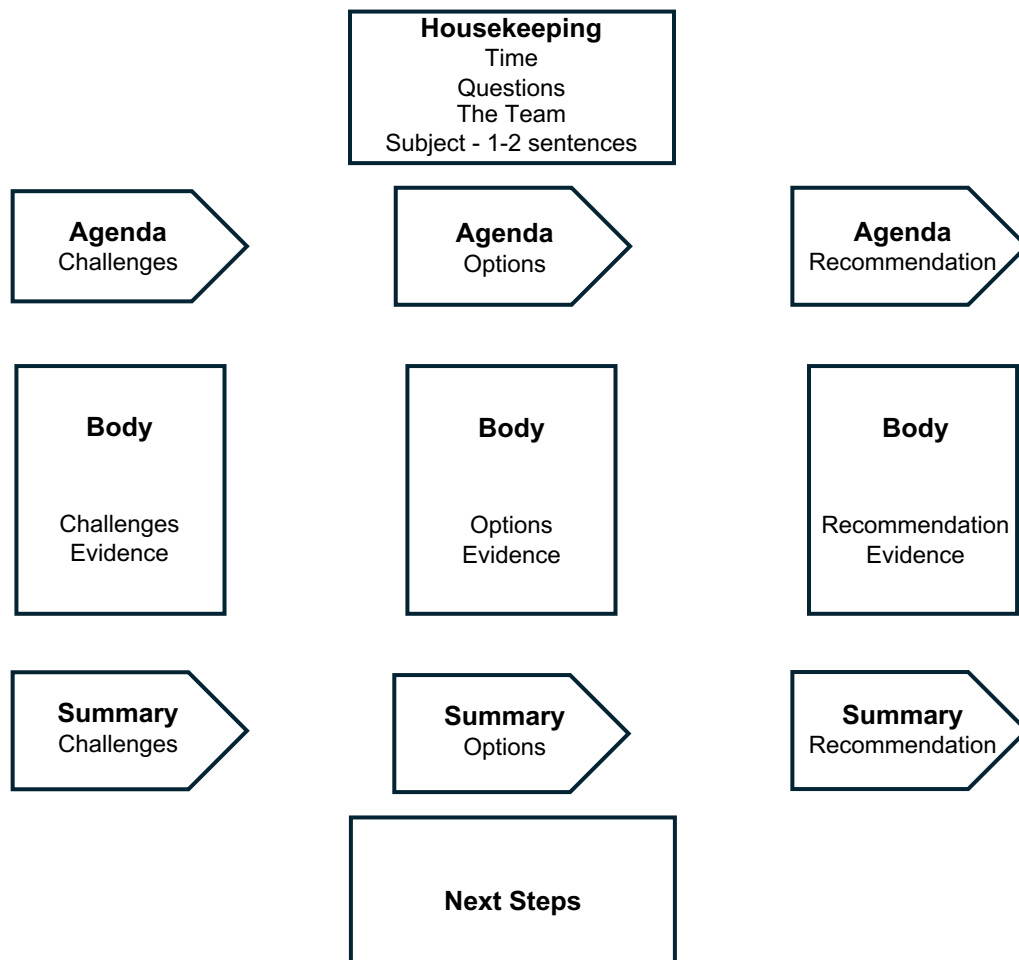 Housekeeping
Time
Questions
The Team
Subject - 1-2 sentences
Agenda
Challenges
Agenda
Options
Agenda
Recommendation
Body
Challenges
Evidence
Body
Options
Evidence
Body
Recommendation
Evidence
Summary
Challenges
Summary
Options
Summary
Recommendation
Next Steps